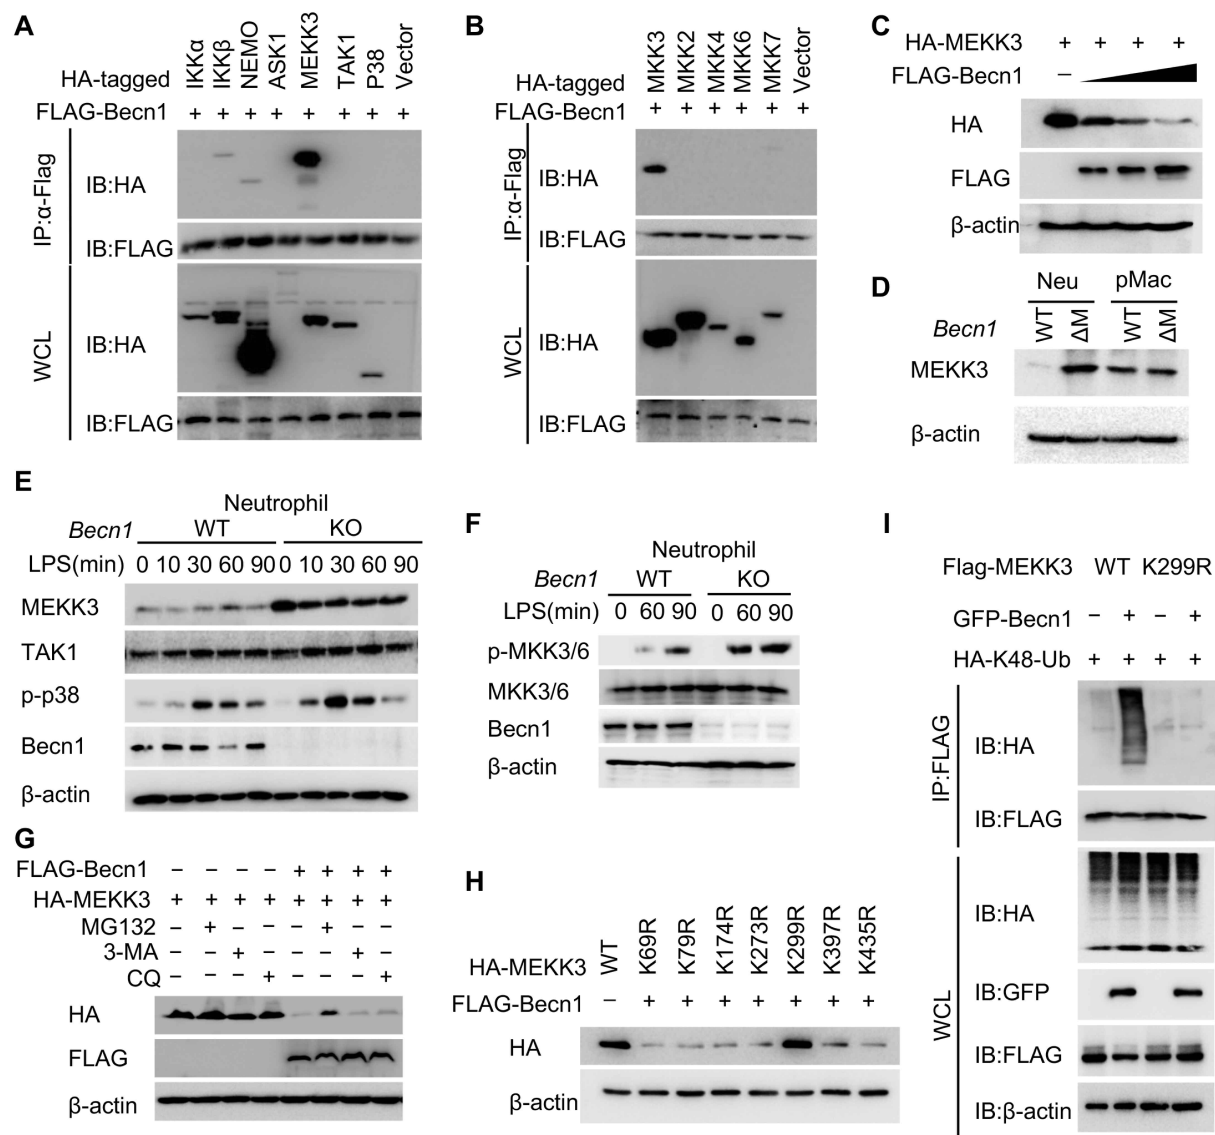 A
HA-tagged
IKKα
IKKβ
NEMO
ASK1
MEKK3
TAK1
P38
Vector
FLAG-Becn1 + + + + + + + +
IP:α-Flag
IB:HA
IB:FLAG
WCL
IB:HA
IB:FLAG
B
HA-tagged
MKK3
MKK2
MKK4
MKK6
MKK7
Vector
FLAG-Becn1 + + + + + +
IP:α-Flag
IB:HA
IB:FLAG
WCL
IB:HA
IB:FLAG
C
HA-MEKK3 + + + +
FLAG-Becn1 −
HA
FLAG
β-actin
D
Neu pMac
Becn1 WT ΔM WT ΔM
MEKK3
β-actin
E
Neutrophil
Becn1 WT KO
LPS(min) 0 10 30 60 90 0 10 30 60 90
MEKK3
TAK1
p-p38
Becn1
β-actin
F
Neutrophil
Becn1 WT KO
LPS(min) 0 60 90 0 60 90
p-MKK3/6
MKK3/6
Becn1
β-actin
G
FLAG-Becn1 − − − − + + + +
HA-MEKK3 + + + + + + + +
MG132 − + − − − + − −
3-MA − − + − − − + −
CQ − − − + − − − +
HA
FLAG
β-actin
H
HA-MEKK3 WT K69R K79R K174R K273R K299R K397R K435R
FLAG-Becn1 − + + + + + + +
HA
β-actin
I
Flag-MEKK3 WT K299R
GFP-Becn1 − + − +
HA-K48-Ub + + + +
IP:FLAG
IB:HA
IB:FLAG
WCL
IB:HA
IB:GFP
IB:FLAG
IB:β-actin